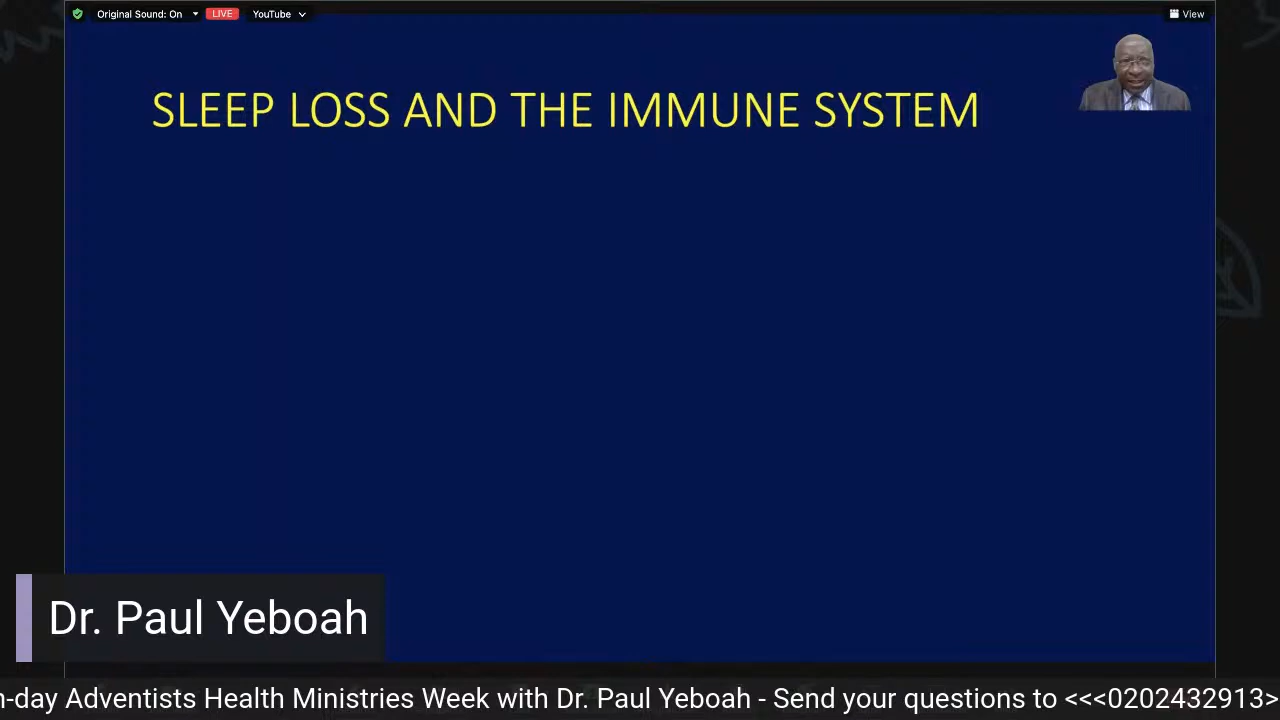 Original Sound: On LIVE YouTube View
SLEEP LOSS AND THE IMMUNE SYSTEM
Dr. Paul Yeboah
-day Adventists Health Ministries Week with Dr. Paul Yeboah - Send your questions to <<<0202432913>